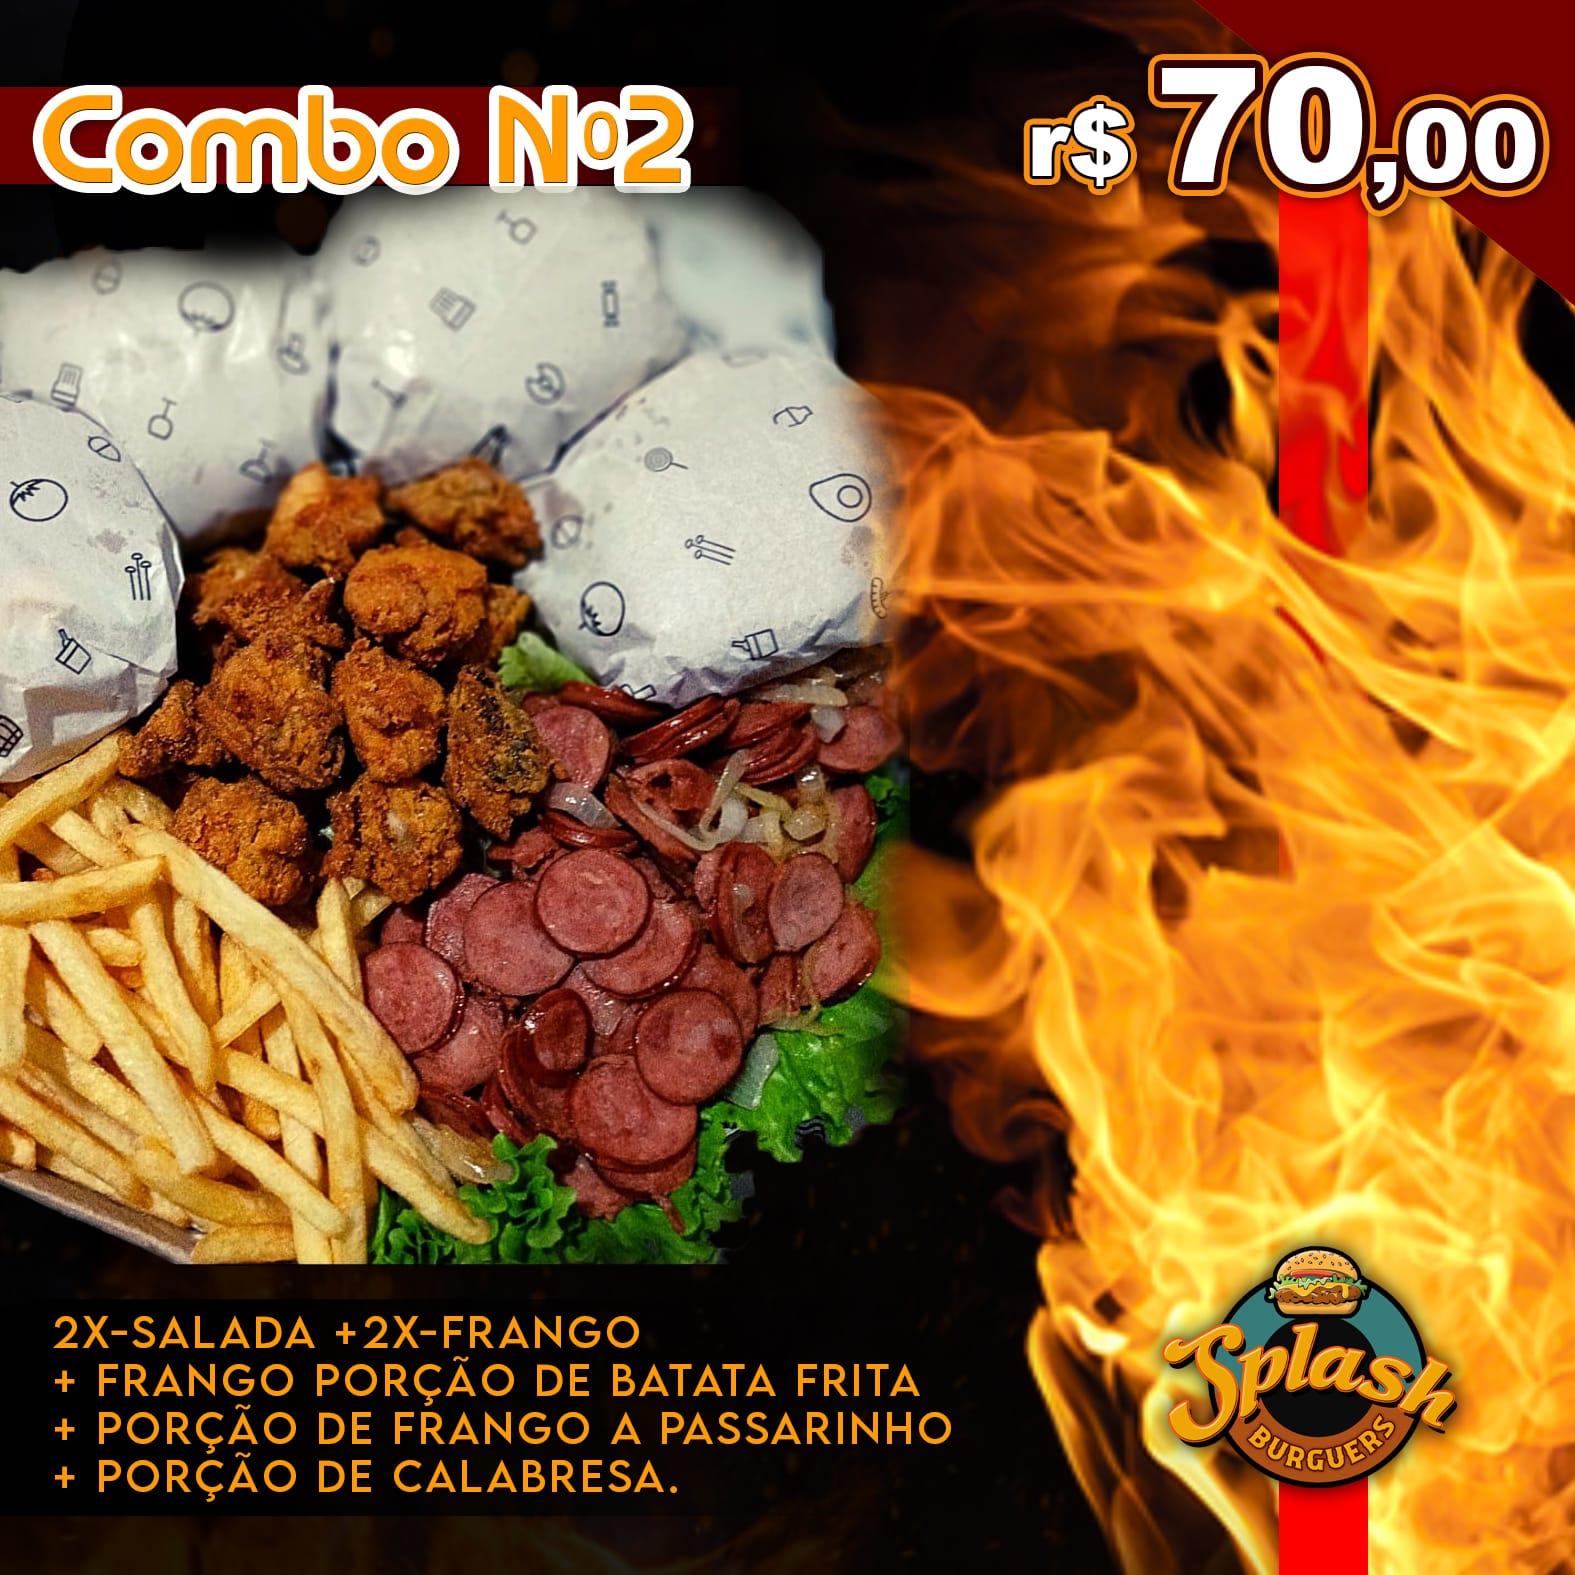 Combo Nº2
r$ 70,00
2X-SALADA +2X-FRANGO
+ FRANGO PORÇÃO DE BATATA FRITA
+ PORÇÃO DE FRANGO A PASSARINHO
+ PORÇÃO DE CALABRESA.
Splash
BURGUERS